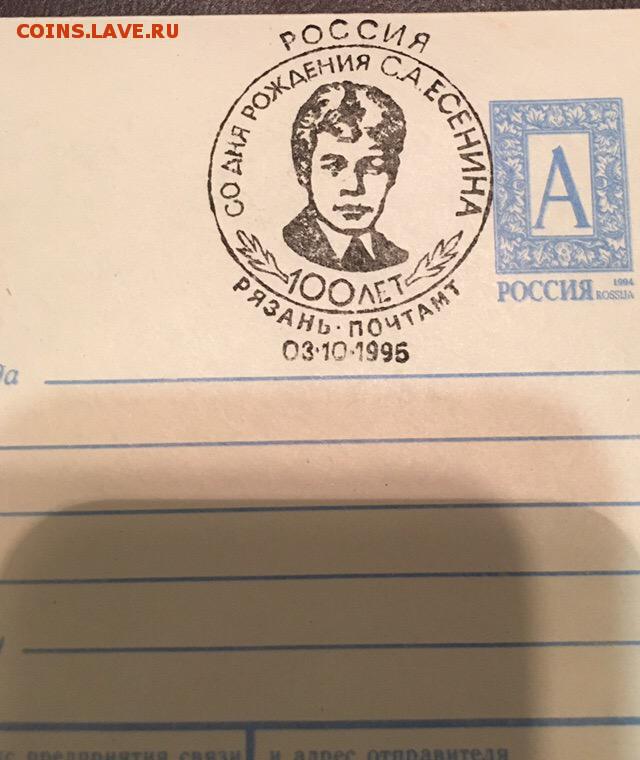 COINS.LAVE.RU
РОССИЯ
СО ДНЯ РОЖДЕНИЯ С.А.ЕСЕНИНА
100 ЛЕТ
РЯЗАНЬ·ПОЧТАМТ
03·10·1995
А
1994
РОССИЯ ROSSIJA
предприятия связи и адрес отправителя